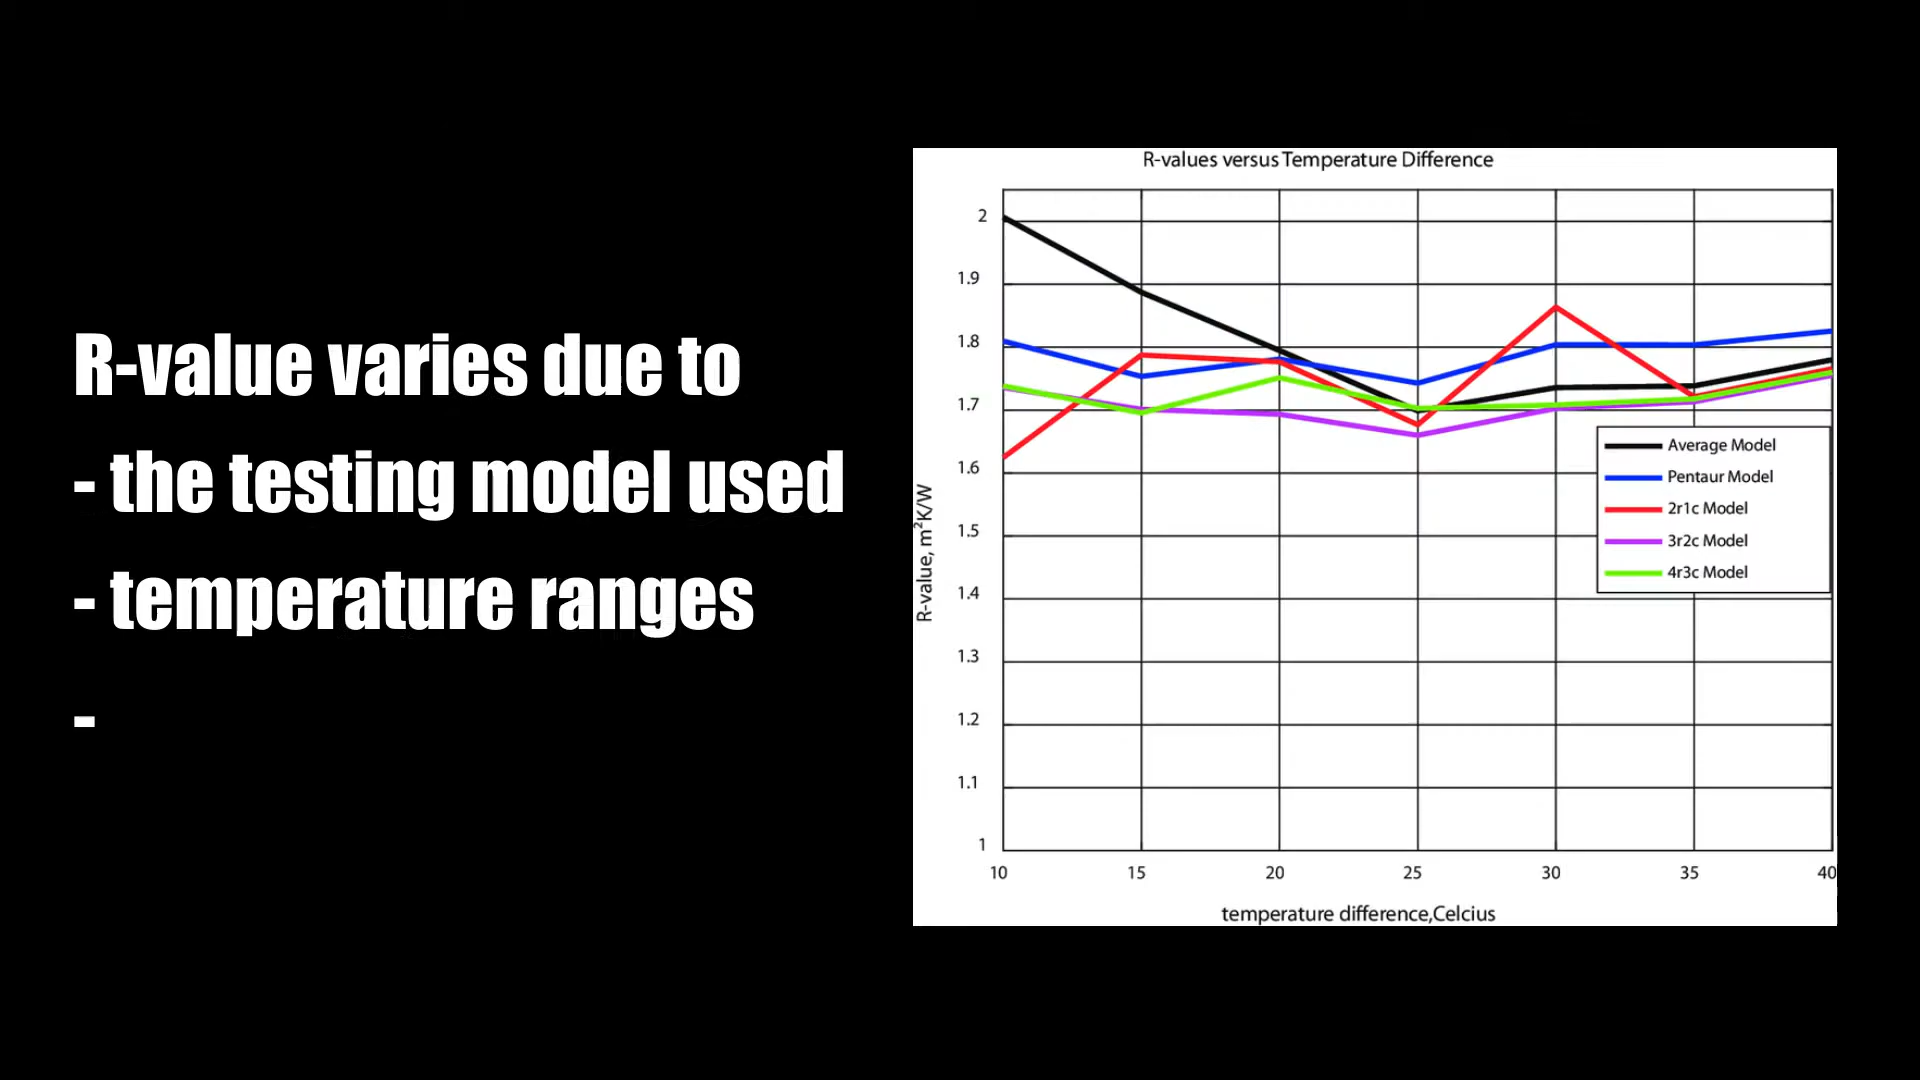 R-value varies due to
- the testing model used
- temperature ranges
-
R-values versus Temperature Difference
2
1.9
1.8
1.7
1.6
1.5
1.4
1.3
1.2
1.1
1
R-value, m²K/W
Average Model
Pentaur Model
2r1c Model
3r2c Model
4r3c Model
10 15 20 25 30 35 40
temperature difference,Celcius